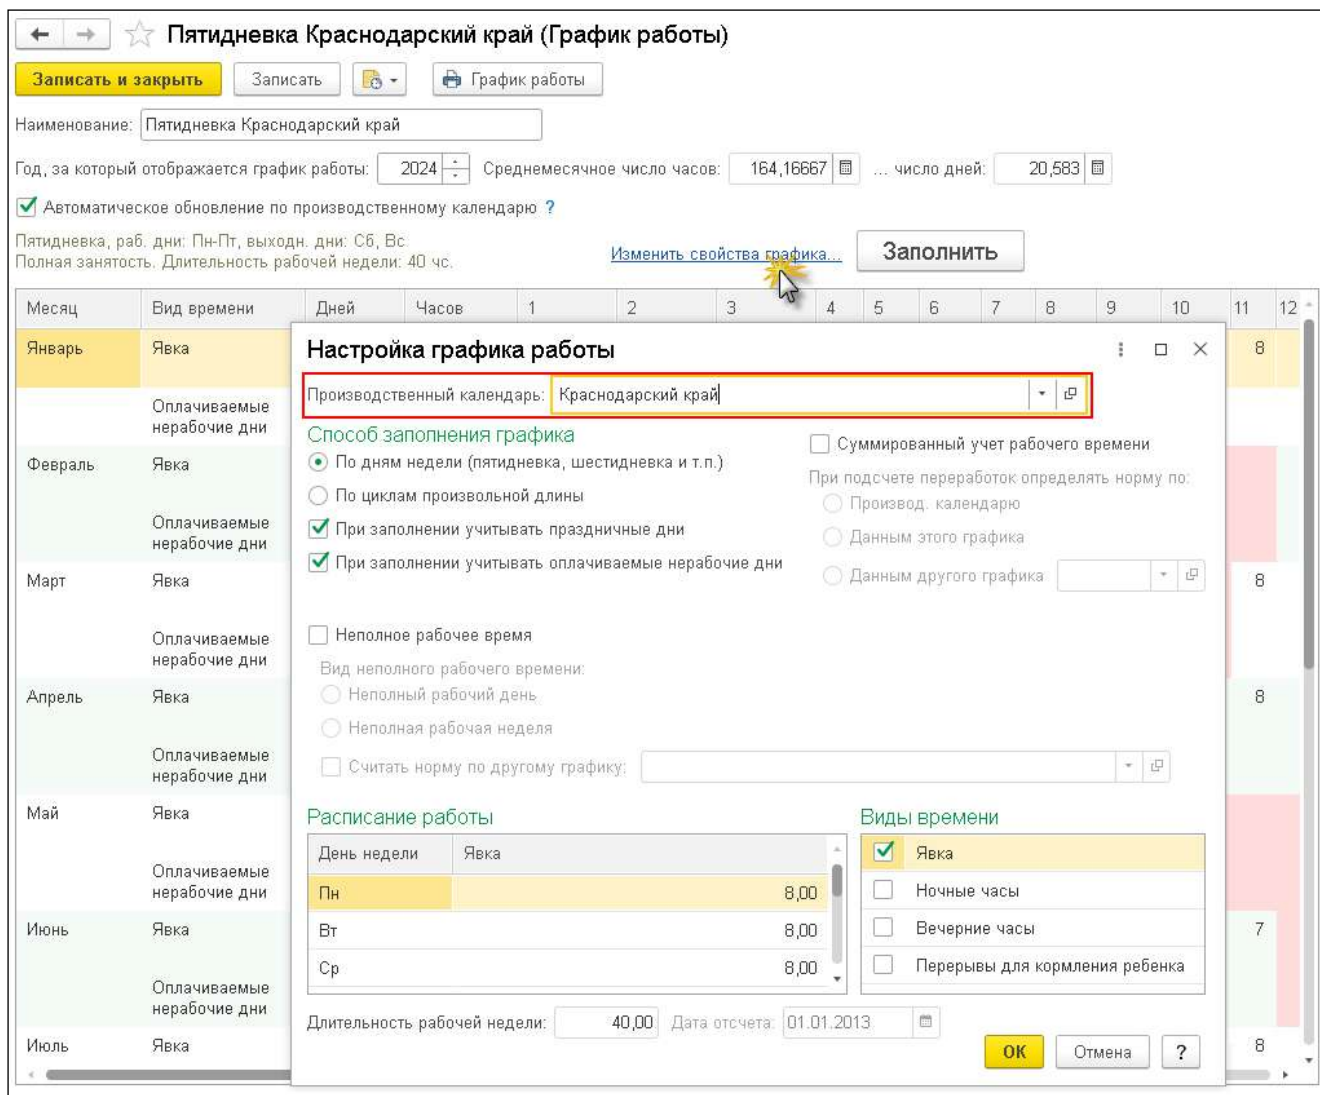 Пятидневка Краснодарский край (График работы)
Записать и закрыть Записать График работы
Наименование: Пятидневка Краснодарский край
Год, за который отображается график работы: 2024 Среднемесячное число часов: 164,16667 ... число дней: 20,583
Автоматическое обновление по производственному календарю ?
Пятидневка, раб. дни: Пн-Пт, выходн. дни: Сб, Вс.
Полная занятость. Длительность рабочей недели: 40 чс.
Изменить свойства графика... Заполнить
Месяц Вид времени Дней Часов 1 2 3 4 5 6 7 8 9 10 11 12
Январь Явка 8
Оплачиваемые
нерабочие дни
Февраль Явка
Оплачиваемые
нерабочие дни
Март Явка 8
Оплачиваемые
нерабочие дни
Апрель Явка 8
Оплачиваемые
нерабочие дни
Май Явка
Оплачиваемые
нерабочие дни
Июнь Явка 7
Оплачиваемые
нерабочие дни
Июль Явка 8
Настройка графика работы
Производственный календарь: Краснодарский край
Способ заполнения графика
По дням недели (пятидневка, шестидневка и т.п.)
По циклам произвольной длины
При заполнении учитывать праздничные дни
При заполнении учитывать оплачиваемые нерабочие дни
Суммированный учет рабочего времени
При подсчете переработок определять норму по:
Производ. календарю
Данным этого графика
Данным другого графика
Неполное рабочее время
Вид неполного рабочего времени:
Неполный рабочий день
Неполная рабочая неделя
Считать норму по другому графику:
Расписание работы
День недели Явка
Пн 8,00
Вт 8,00
Ср 8,00
Виды времени
Явка
Ночные часы
Вечерние часы
Перерывы для кормления ребенка
Длительность рабочей недели: 40,00 Дата отсчета: 01.01.2013
ОК Отмена ?